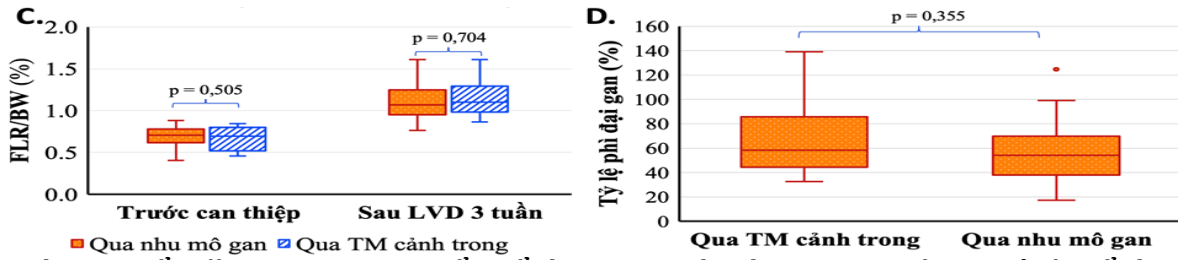 C.
FLR/BW (%)
2.0
1.5
1.0
0.5
0.0
p = 0,505
p = 0,704
Trước can thiệp
Sau LVD 3 tuần
Qua nhu mô gan
Qua TM cảnh trong
D.
Tỷ lệ phì đại gan (%)
160
140
120
100
80
60
40
20
0
p = 0,355
Qua TM cảnh trong
Qua nhu mô gan